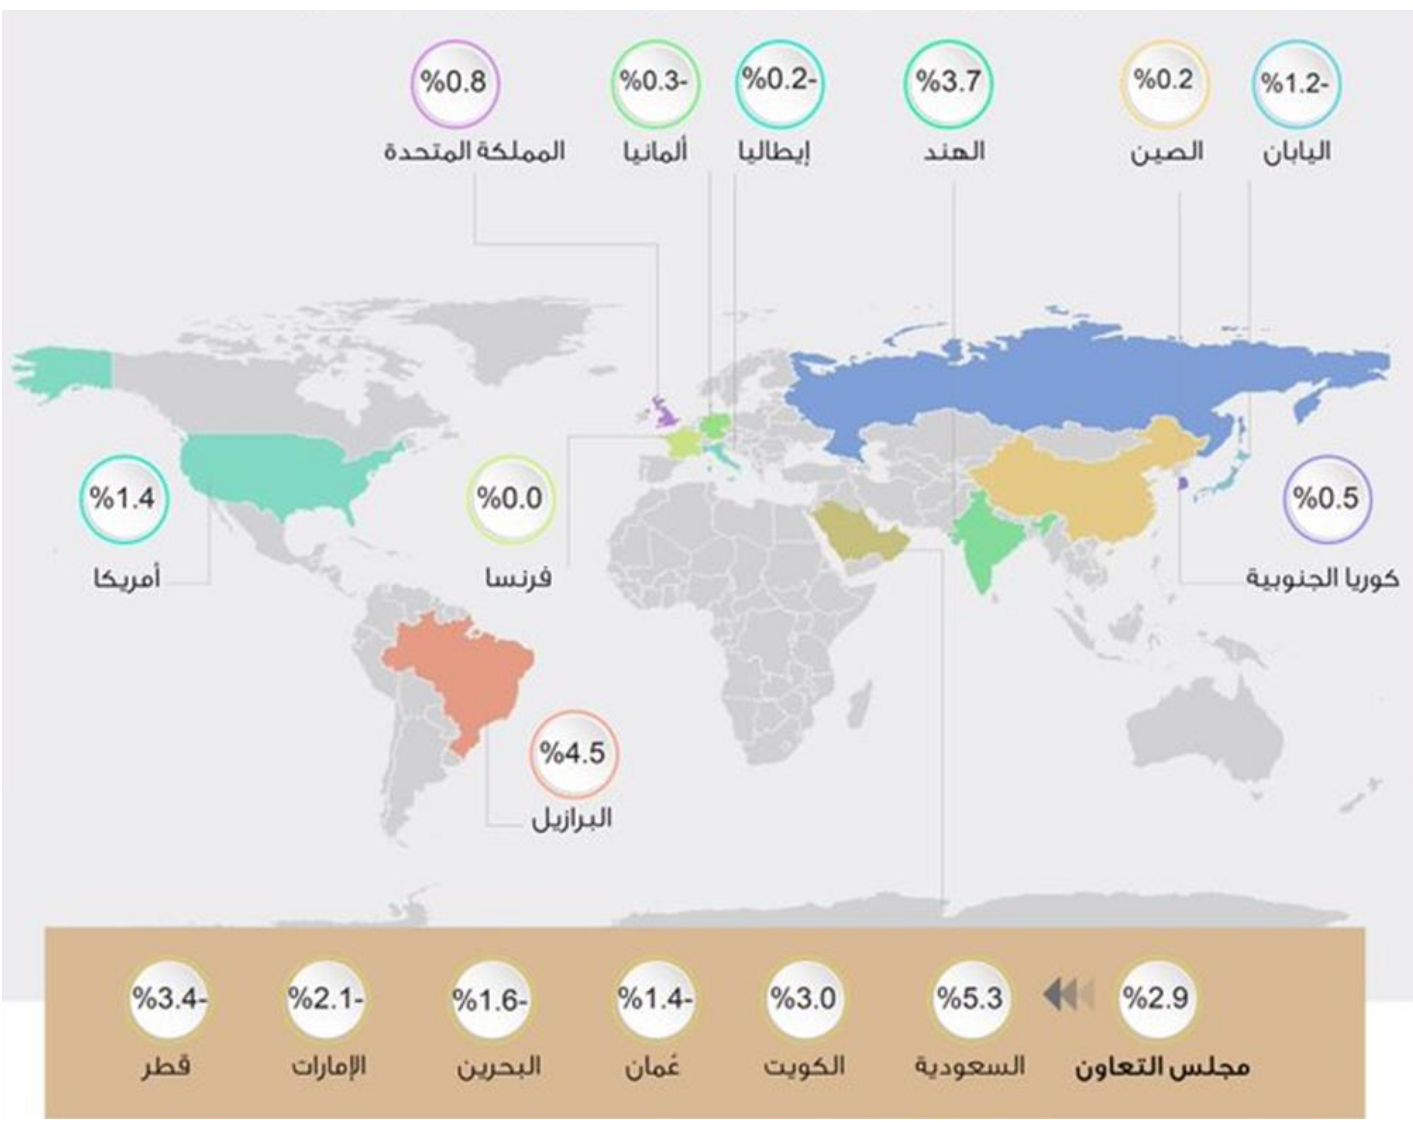 %0.8
المملكة المتحدة
%0.3-
ألمانيا
%0.2-
إيطاليا
%3.7
الهند
%0.2
الصين
%1.2-
اليابان
%1.4
أمريكا
%0.0
فرنسا
%0.5
كوريا الجنوبية
%4.5
البرازيل
%2.9
مجلس التعاون
%5.3
السعودية
%3.0
الكويت
%1.4-
عُمان
%1.6-
البحرين
%2.1-
الإمارات
%3.4-
قطر